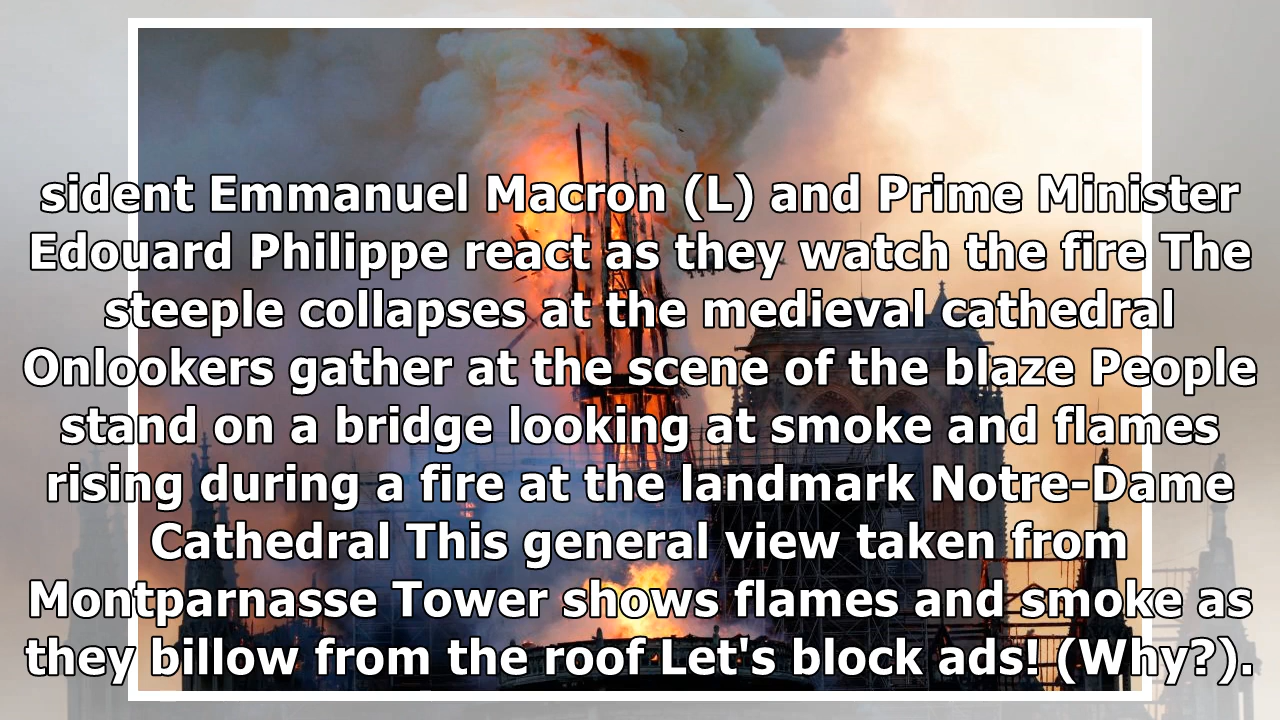 sident Emmanuel Macron (L) and Prime Minister
Edouard Philippe react as they watch the fire The
steeple collapses at the medieval cathedral
Onlookers gather at the scene of the blaze People
stand on a bridge looking at smoke and flames
rising during a fire at the landmark Notre-Dame
Cathedral This general view taken from
Montparnasse Tower shows flames and smoke as
they billow from the roof Let's block ads! (Why?).